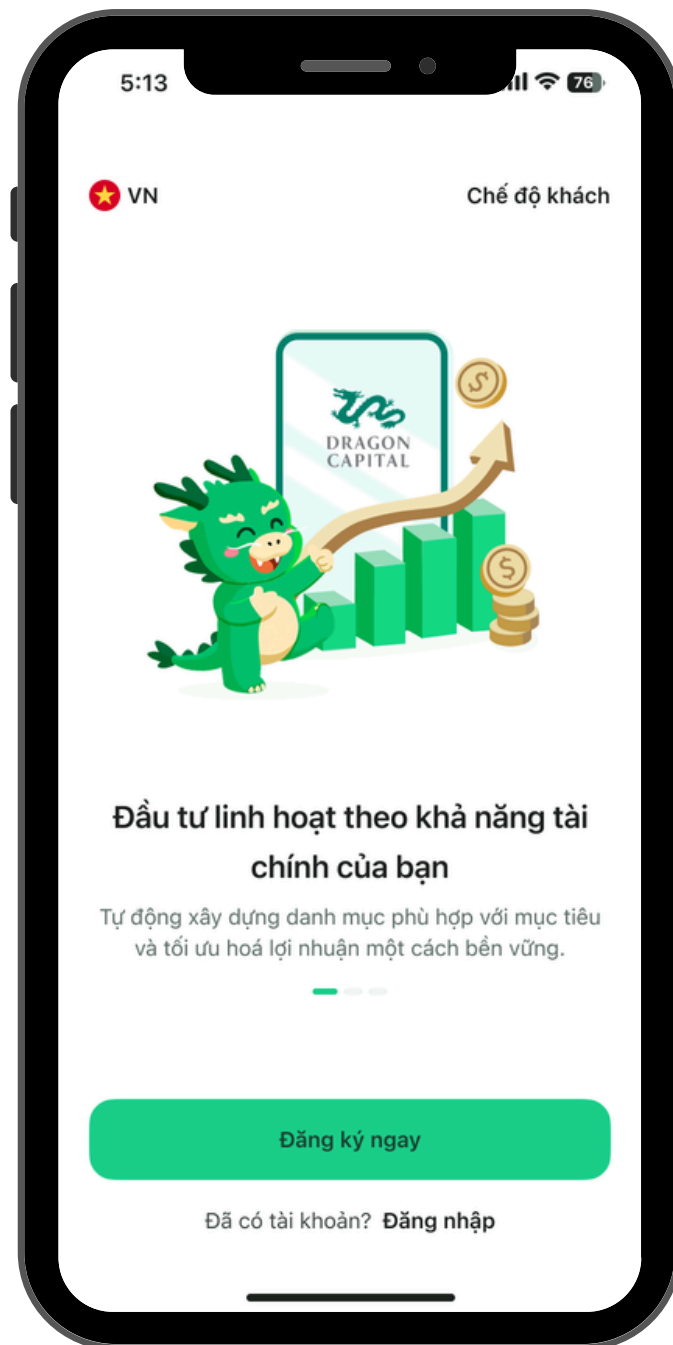 5:13
76
VN
Chế độ khách
DRAGON
CAPITAL
Đầu tư linh hoạt theo khả năng tài
chính của bạn
Tự động xây dựng danh mục phù hợp với mục tiêu
và tối ưu hoá lợi nhuận một cách bền vững.
Đăng ký ngay
Đã có tài khoản? Đăng nhập